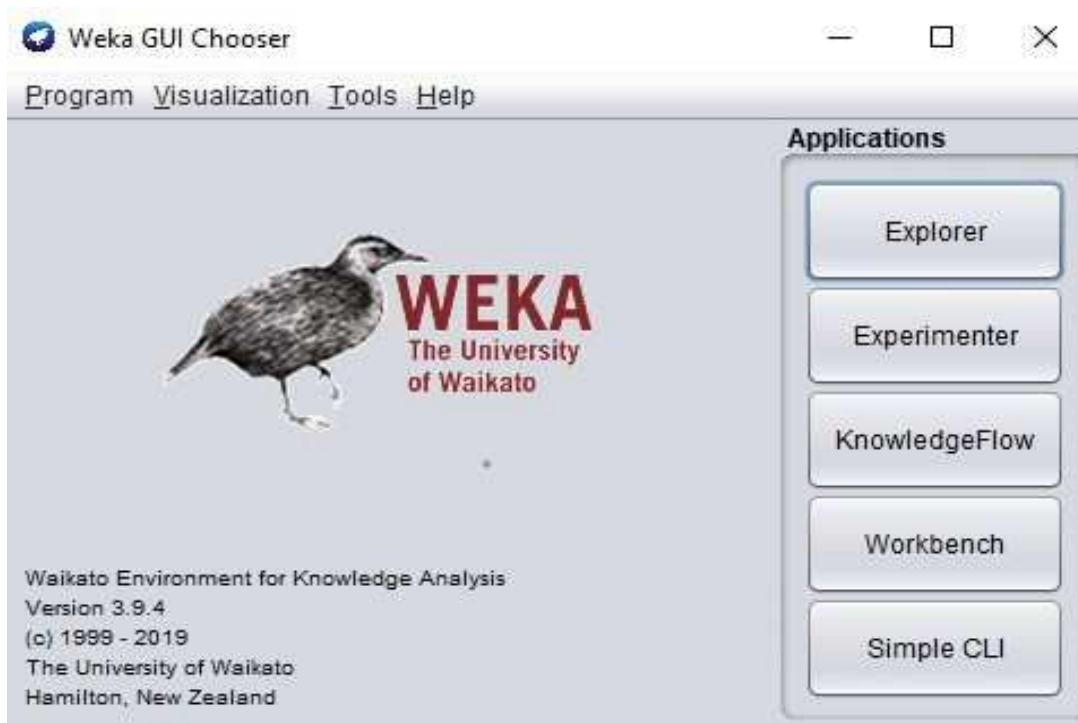 Weka GUI Chooser
Program Visualization Tools Help
Applications
Explorer
Experimenter
KnowledgeFlow
Workbench
Simple CLI
WEKA
The University
of Waikato
Waikato Environment for Knowledge Analysis
Version 3.9.4
(c) 1999 - 2019
The University of Waikato
Hamilton, New Zealand